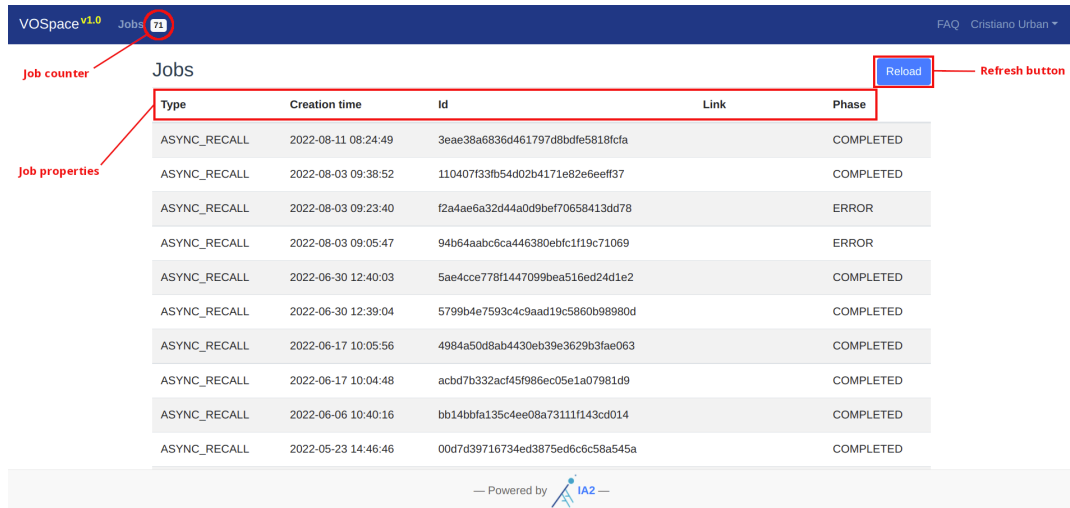 VOSpace v1.0 Jobs 71 FAQ Cristiano Urban
Job counter
Jobs
Reload
Refresh button
Type Creation time Id Link Phase
ASYNC_RECALL 2022-08-11 08:24:49 3eae38a6836d461797d8bdfe5818fcfa COMPLETED
ASYNC_RECALL 2022-08-03 09:38:52 110407f33fb54d02b4171e82e6eeff37 COMPLETED
Job properties
ASYNC_RECALL 2022-08-03 09:23:40 f2a4ae6a32d44a0d9bef70658413dd78 ERROR
ASYNC_RECALL 2022-08-03 09:05:47 94b64aabc6ca446380ebfc1f19c71069 ERROR
ASYNC_RECALL 2022-06-30 12:40:03 5ae4cce778f1447099bea516ed24d1e2 COMPLETED
ASYNC_RECALL 2022-06-30 12:39:04 5799b4e7593c4c9aad19c5860b98980d COMPLETED
ASYNC_RECALL 2022-06-17 10:05:56 4984a50d8ab4430eb39e3629b3fae063 COMPLETED
ASYNC_RECALL 2022-06-17 10:04:48 acbd7b332acf45f986ec05e1a07981d9 COMPLETED
ASYNC_RECALL 2022-06-06 10:40:16 bb14bbfa135c4ee08a73111f143cd014 COMPLETED
ASYNC_RECALL 2022-05-23 14:46:46 00d7d39716734ed3875ed6c6c58a545a COMPLETED
— Powered by IA2 —